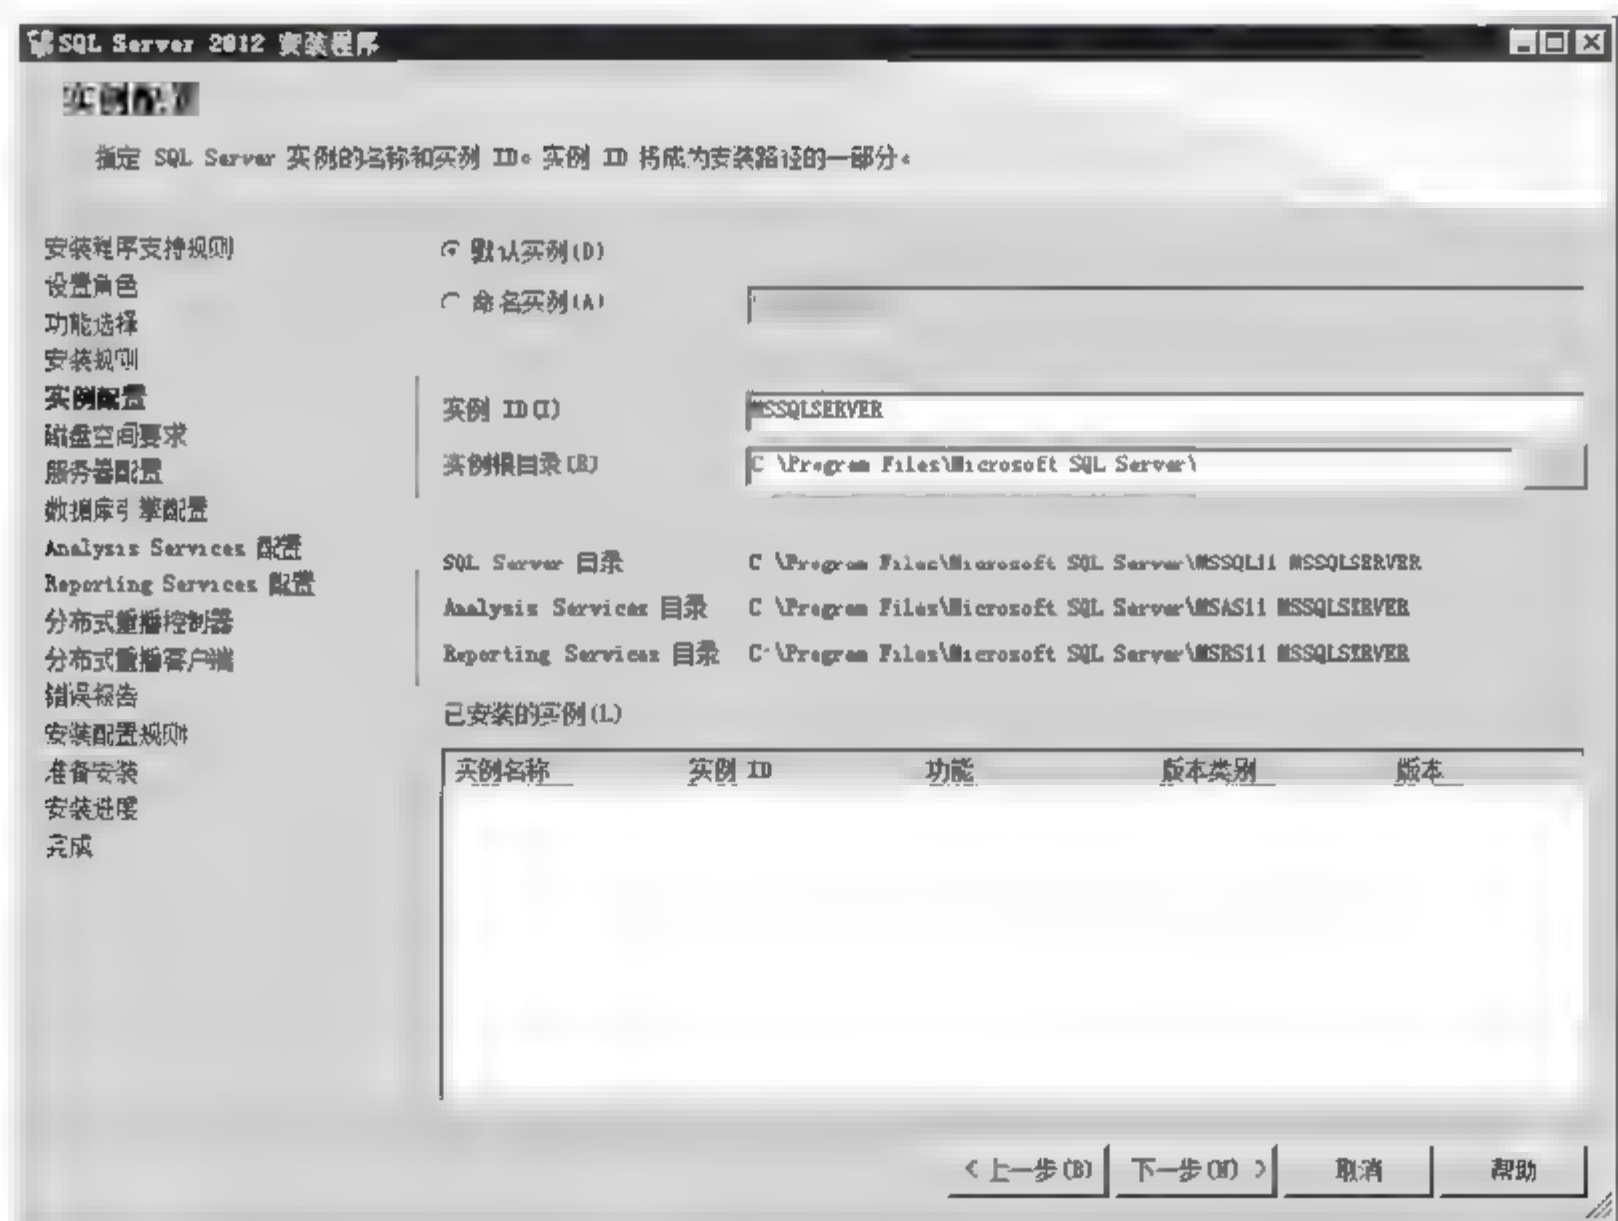 SQL Server 2012 安装程序
实例配置
指定 SQL Server 实例的名称和实例 ID。实例 ID 将成为安装路径的一部分。
安装程序支持规则
设置角色
功能选择
安装规则
实例配置
磁盘空间要求
服务器配置
数据库引擎配置
Analysis Services 配置
Reporting Services 配置
分布式重播控制器
分布式重播客户端
错误报告
安装配置规则
准备安装
安装进度
完成
默认实例(D)
命名实例(A)
实例 ID(I)
MSSQLSERVER
实例根目录(R)
C \Program Files\Microsoft SQL Server\
SQL Server 目录
C \Program Files\Microsoft SQL Server\MSSQL11 MSSQLSERVER
Analysis Services 目录
C \Program Files\Microsoft SQL Server\MSAS11 MSSQLSERVER
Reporting Services 目录
C:\Program Files\Microsoft SQL Server\MSRS11 MSSQLSERVER
已安装的实例(L)
实例名称 实例 ID 功能 版本类别 版本
< 上一步(B) 下一步(N) > 取消 帮助